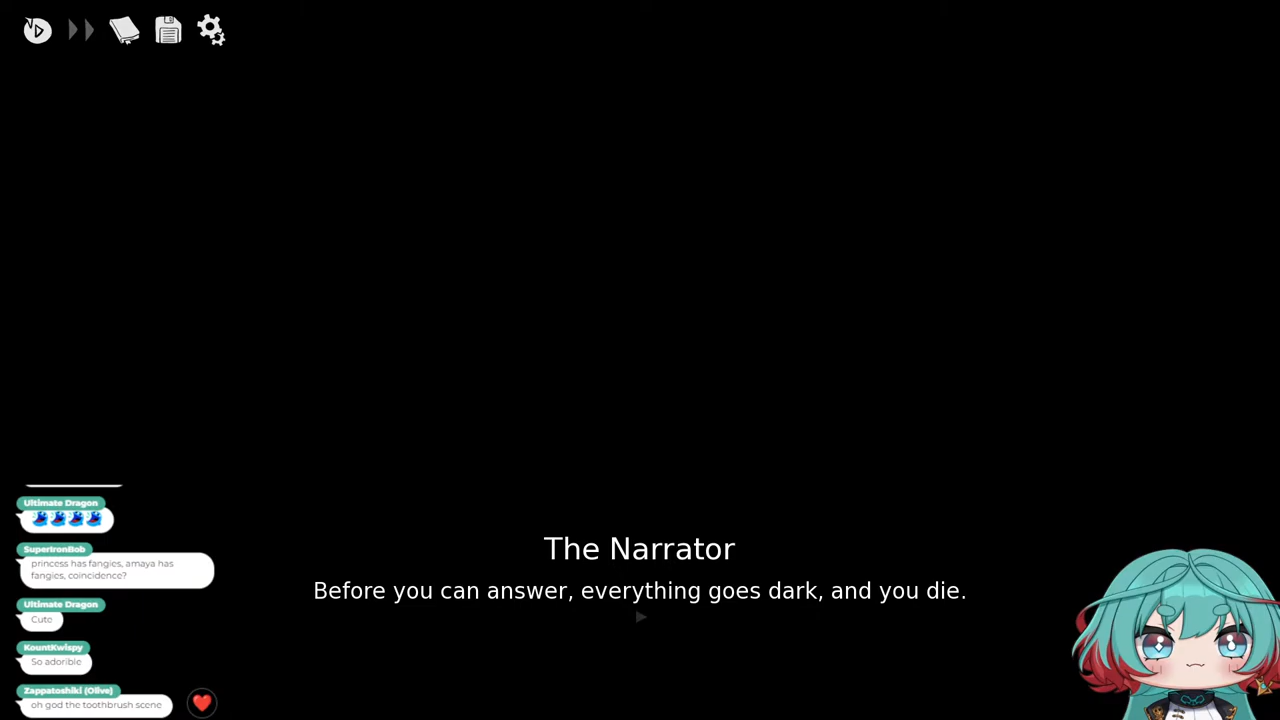 Ultimate Dragon
SuperIronBob
princess has fangies, amaya has
fangies, coincidence?
Ultimate Dragon
Cute
KountKwispy
So adorible
Zappatoshiki (Olive)
oh god the toothbrush scene
The Narrator
Before you can answer, everything goes dark, and you die.